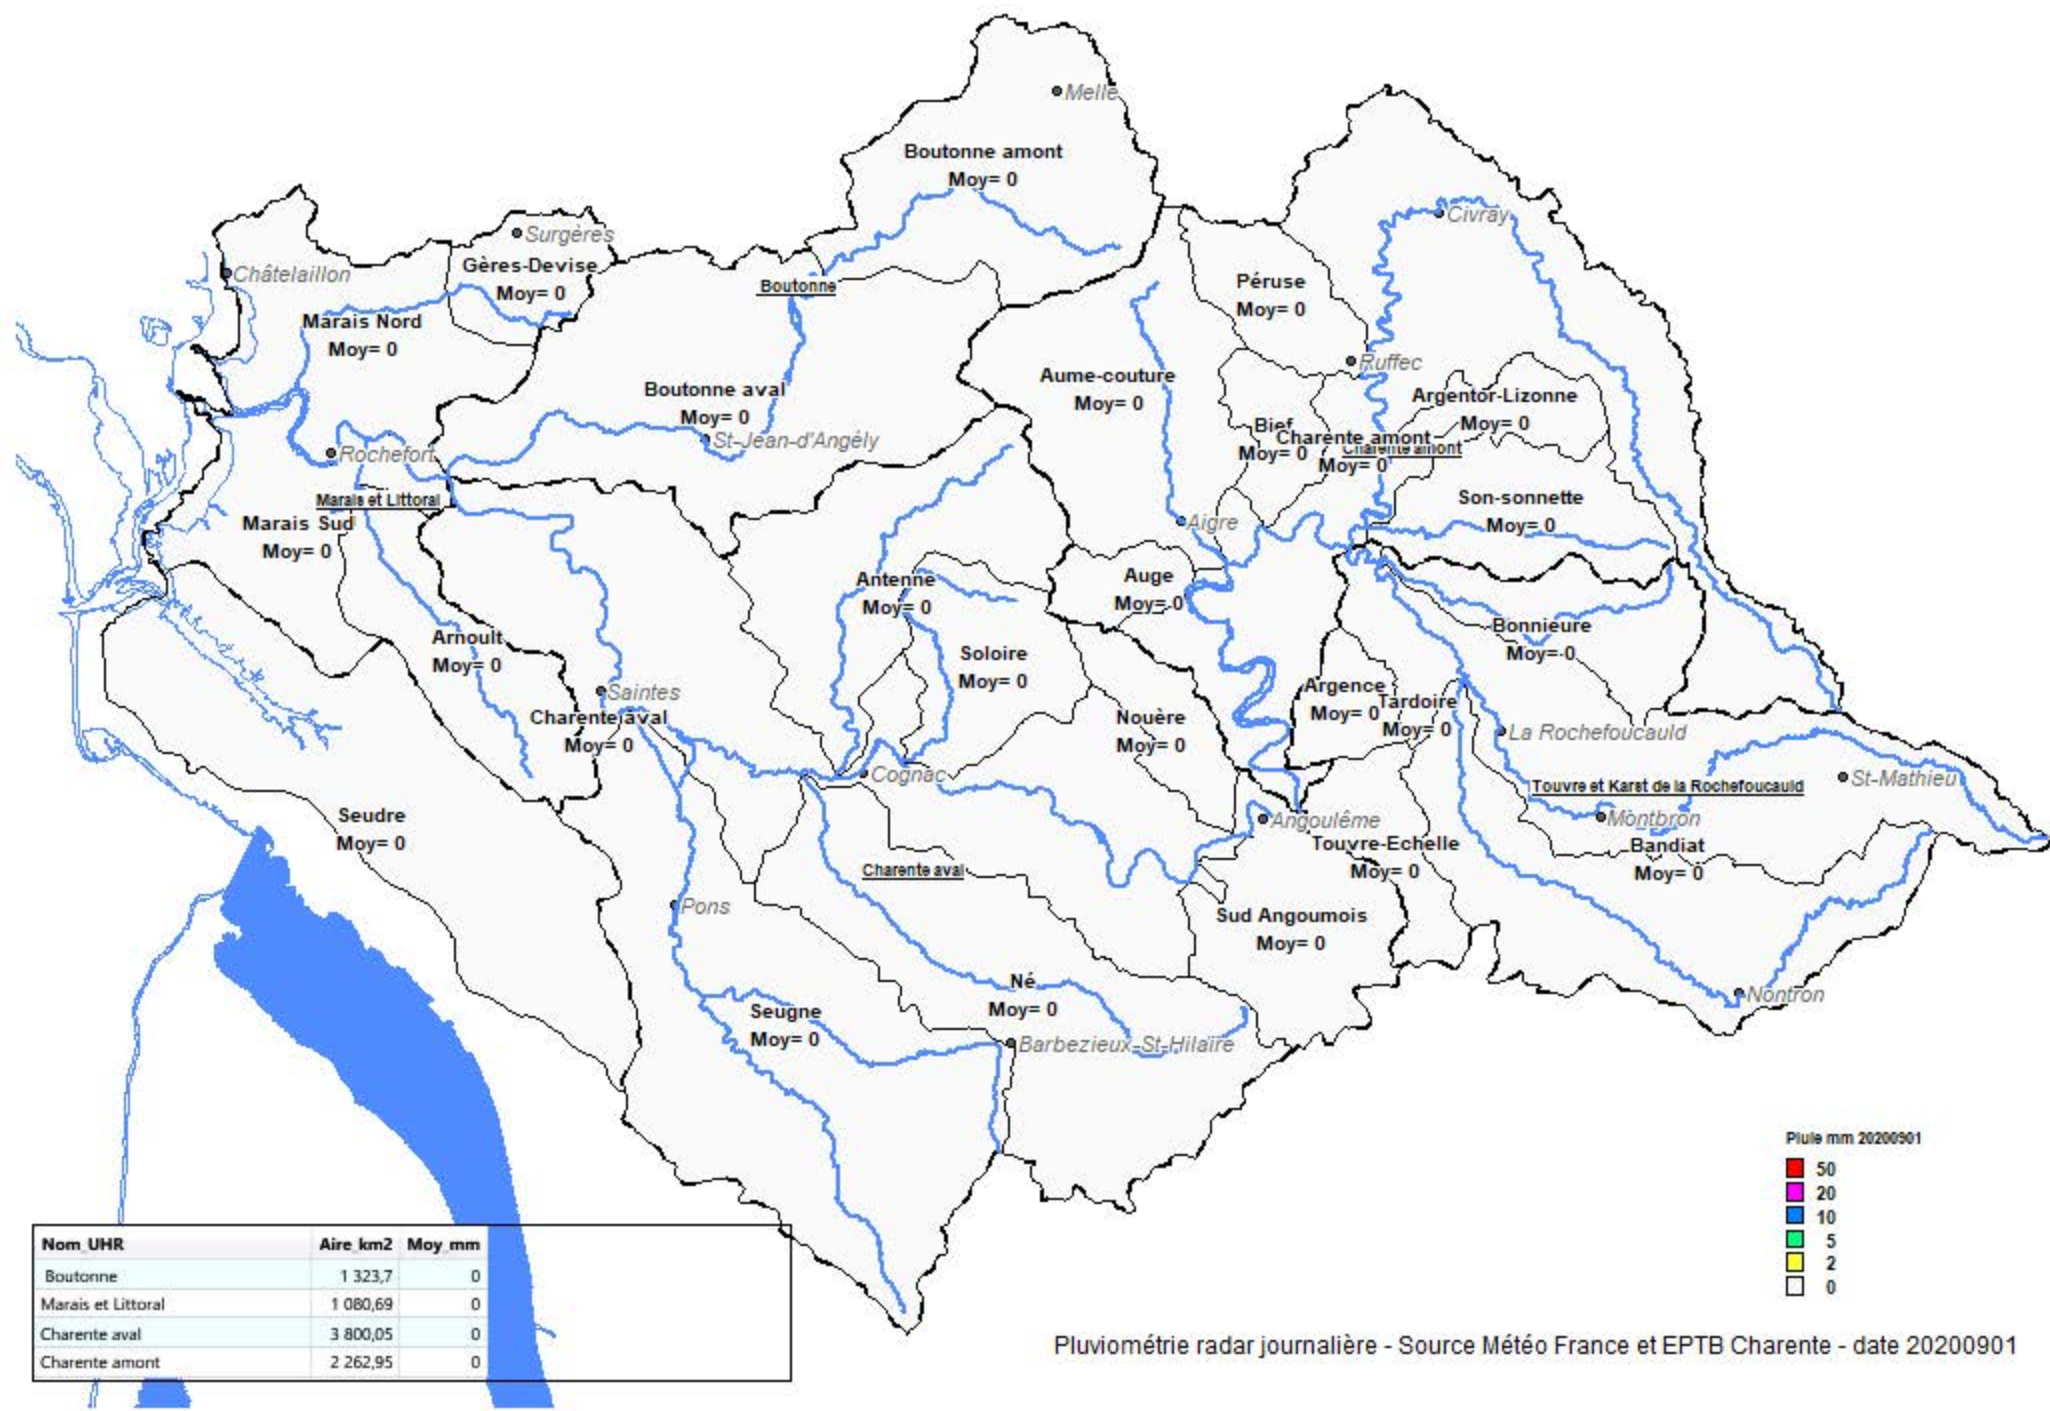 Melle
Boutonne amont
Moy= 0
Civray
Surgères
Châtelaillon
Gères-Devise
Moy= 0
Boutonne
Péruse
Moy= 0
Marais Nord
Moy= 0
Ruffec
Aume-couture
Moy= 0
Boutonne aval
Moy= 0
Argentor-Lizonne
Moy= 0
St-Jean-d'Angély
Bief
Moy= 0
Charente amont
Moy= 0
Charente amont
Rochefort
Marais et Littoral
Son-sonnette
Moy= 0
Marais Sud
Moy= 0
Aigre
Antenne
Moy= 0
Auge
Moy= 0
Bonnieure
Moy= 0
Arnoult
Moy= 0
Soloire
Moy= 0
Saintes
Argence
Moy= 0
Tardoire
Moy= 0
Charente aval
Moy= 0
Nouère
Moy= 0
La Rochefoucauld
Cognac
St-Mathieu
Touvre et Karst de la Rochefoucauld
Seudre
Moy= 0
Angoulême
Montbron
Touvre-Echelle
Moy= 0
Bandiat
Moy= 0
Charente aval
Pons
Sud Angoumois
Moy= 0
Né
Moy= 0
Nontron
Seugne
Moy= 0
Barbezieux-St-Hilaire
Pluie mm 20200901
50
20
10
5
2
0
Nom_UHR Aire_km2 Moy_mm
Boutonne 1 323,7 0
Marais et Littoral 1 080,69 0
Charente aval 3 800,05 0
Charente amont 2 262,95 0
Pluviométrie radar journalière - Source Météo France et EPTB Charente - date 20200901